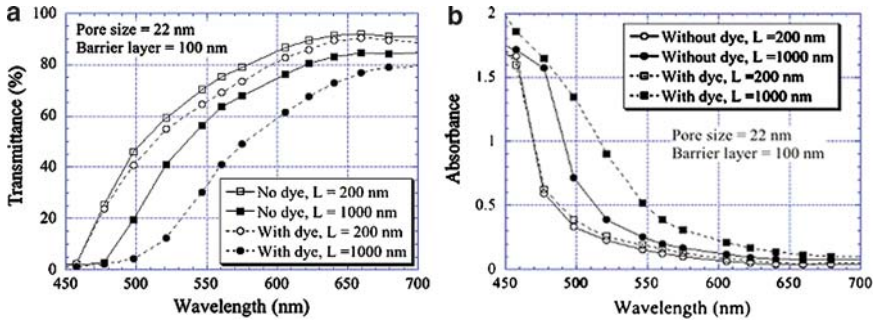 a
Pore size = 22 nm
Barrier layer = 100 nm
Transmittance (%)
100
80
60
40
20
0
No dye, L = 200 nm
No dye, L = 1000 nm
With dye, L = 200 nm
With dye, L =1000 nm
450 500 550 600 650 700
Wavelength (nm)
b
Absorbance
2
1.5
1
0.5
0
Without dye, L =200 nm
Without dye, L =1000 nm
With dye, L =200 nm
With dye, L =1000 nm
Pore size = 22 nm
Barrier layer = 100 nm
450 500 550 600 650 700
Wavelength (nm)